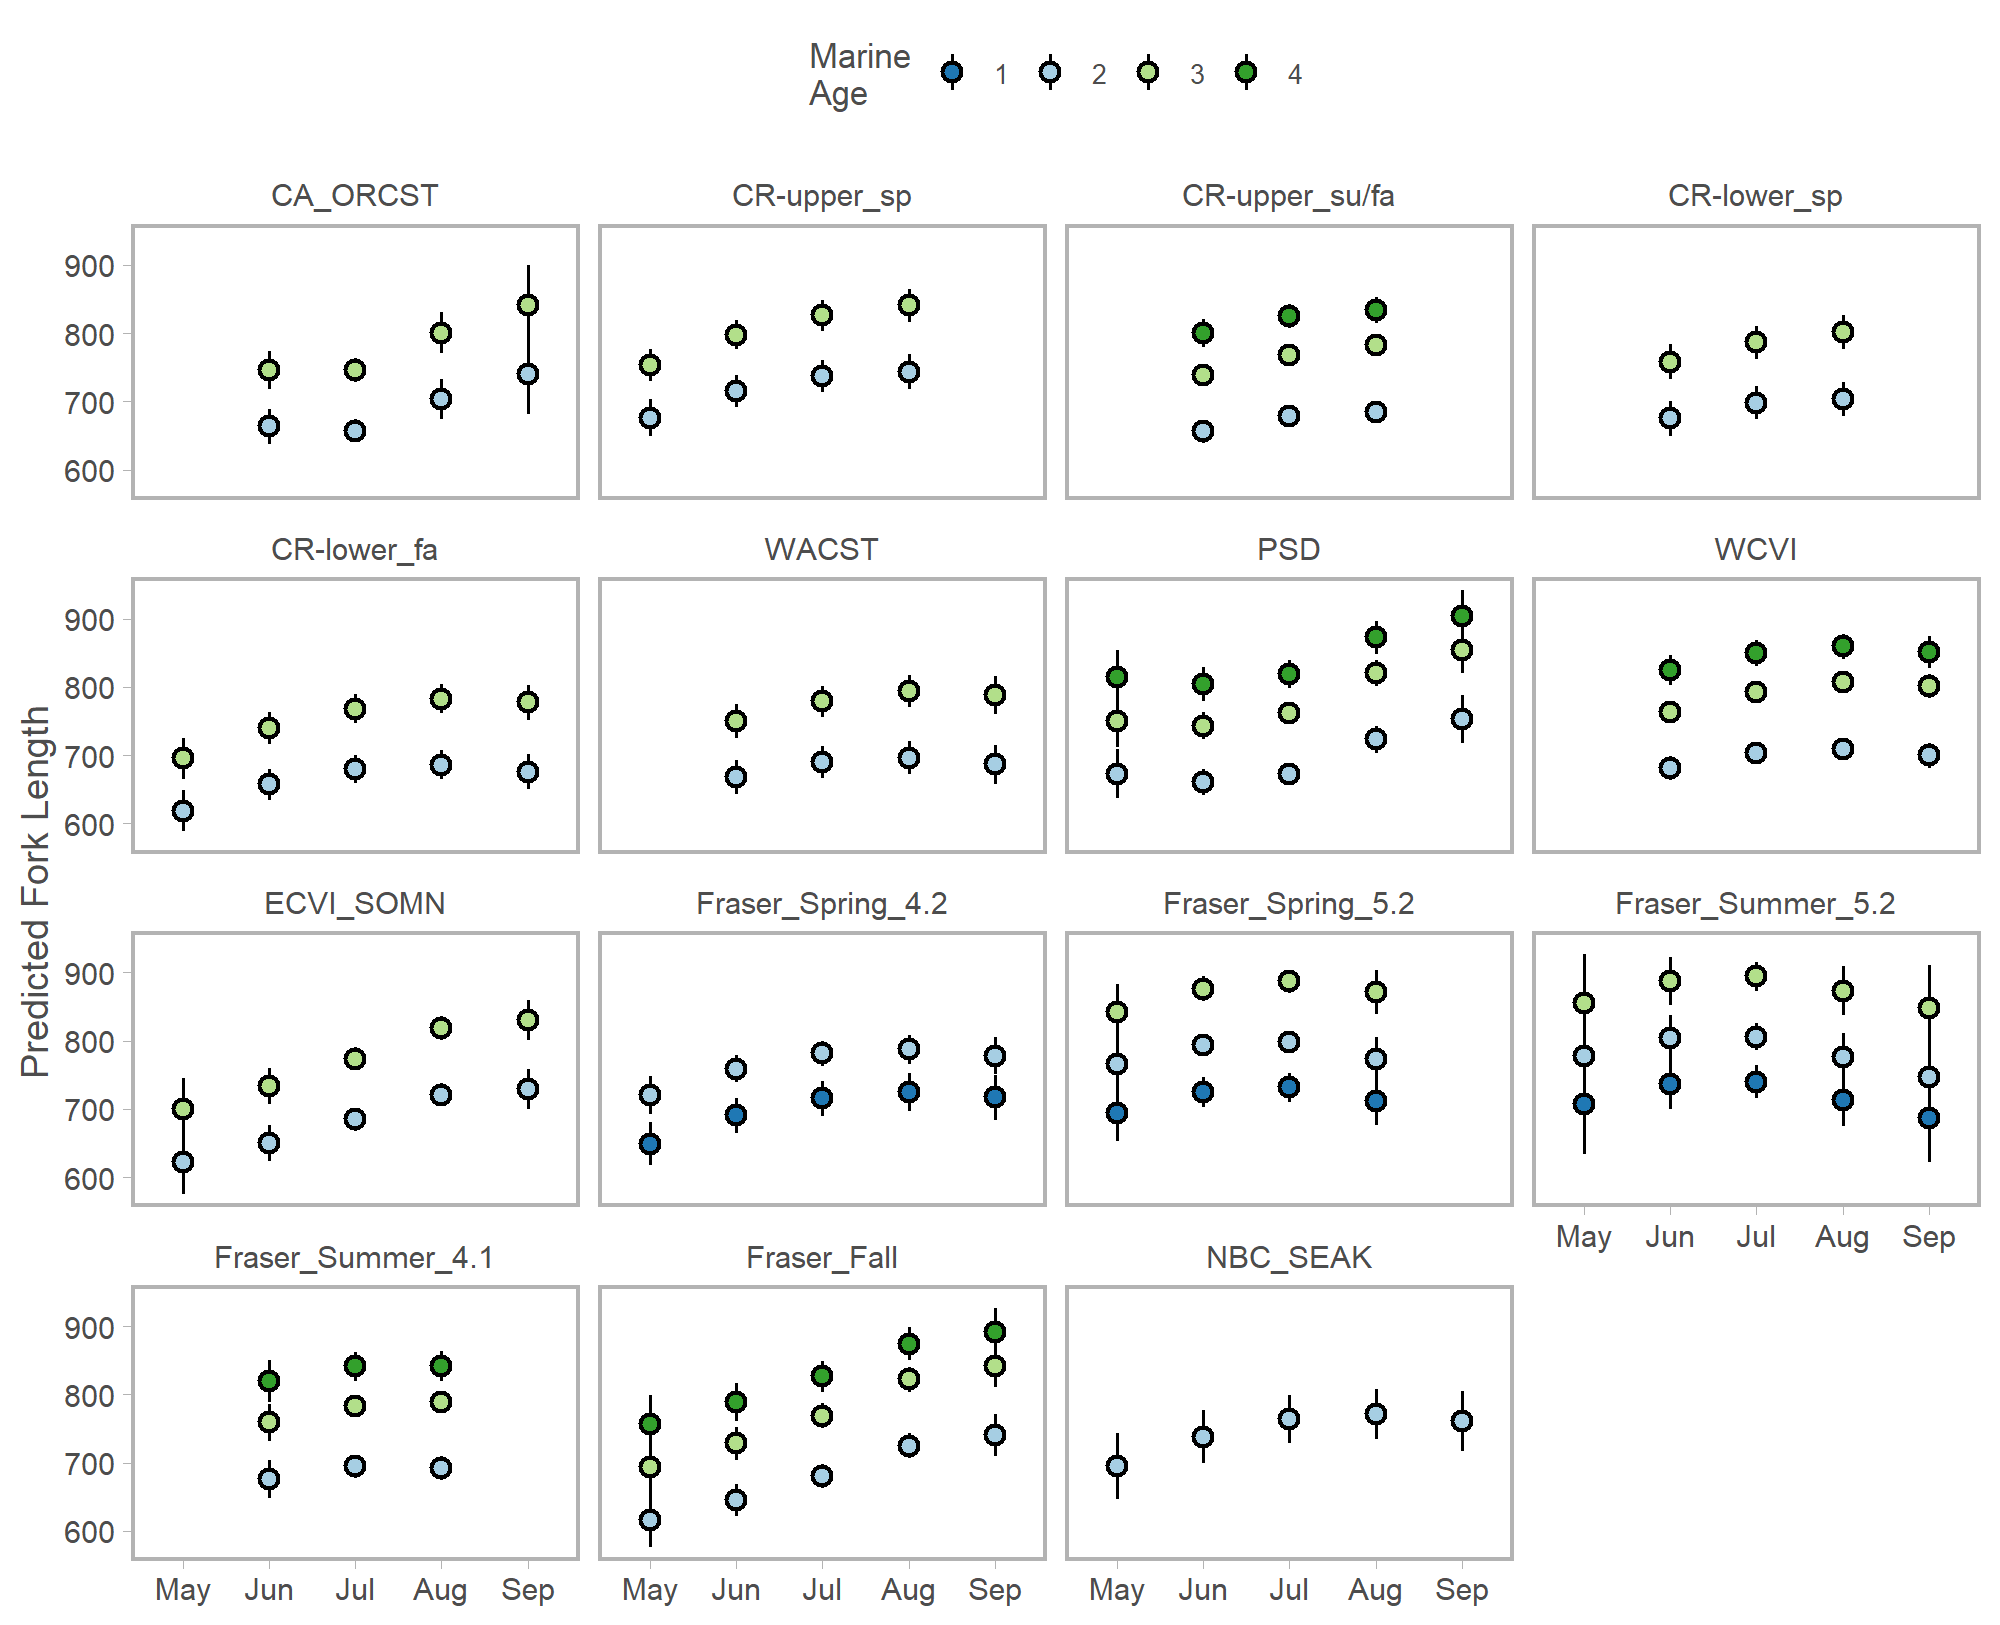 Marine
Age
1 2 3 4
CA_ORCST CR-upper_sp CR-upper_su/fa CR-lower_sp
900
800
700
600
CR-lower_fa WACST PSD WCVI
900
800
700
600
Predicted Fork Length
ECVI_SOMN Fraser_Spring_4.2 Fraser_Spring_5.2 Fraser_Summer_5.2
900
800
700
600
May Jun Jul Aug Sep
Fraser_Summer_4.1 Fraser_Fall NBC_SEAK
900
800
700
600
May Jun Jul Aug Sep May Jun Jul Aug Sep May Jun Jul Aug Sep